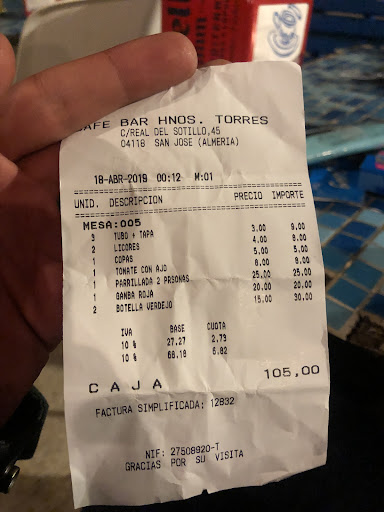 CAFE BAR HNOS. TORRES
C/REAL DEL SOTILLO,45
04118 SAN JOSE (ALMERIA)
18-ABR-2019 00:12 M:01
UNID. DESCRIPCION PRECIO IMPORTE
MESA:005
3 TUBO + TAPA 3.00 9.00
2 LICORES 4.00 8.00
1 COPAS 5.00 5.00
1 TOMATE CON AJO 8.00 8.00
1 PARRILLADA 2 PRSONAS 25.00 25.00
1 GAMBA ROJA 20.00 20.00
2 BOTELLA VERDEJO 15.00 30.00
IVA BASE CUOTA
10 % 27.27 2.73
10 % 68.18 6.82
CAJA 105,00
FACTURA SIMPLIFICADA: 12832
NIF: 27508920-T
GRACIAS POR SU VISITA